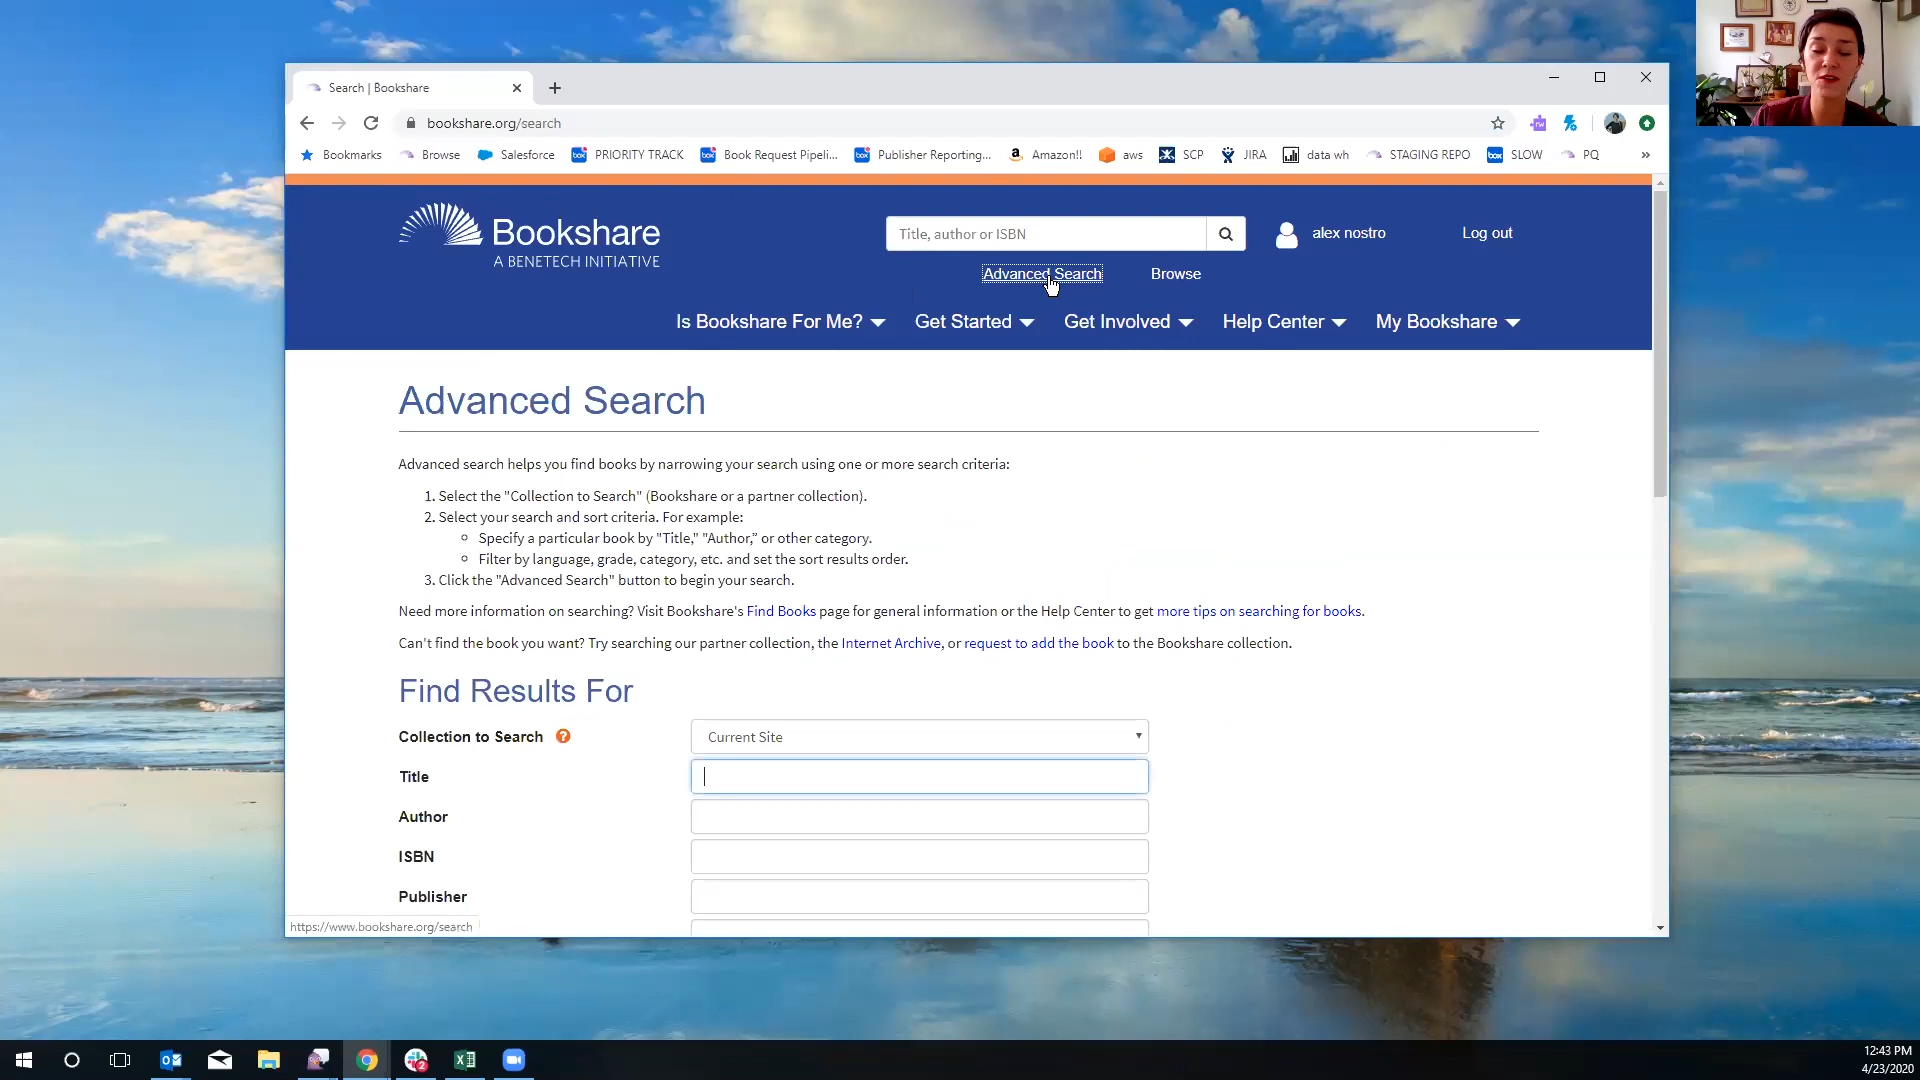 Search | Bookshare
bookshare.org/search
Bookmarks Browse Salesforce PRIORITY TRACK Book Request Pipeli... Publisher Reporting... Amazon!! aws SCP JIRA data wh STAGING REPO SLOW PQ »
Bookshare
A BENETECH INITIATIVE
Title, author or ISBN
alex nostro
Log out
Advanced Search Browse
Is Bookshare For Me? Get Started Get Involved Help Center My Bookshare
Advanced Search
Advanced search helps you find books by narrowing your search using one or more search criteria:
1. Select the "Collection to Search" (Bookshare or a partner collection).
2. Select your search and sort criteria. For example:
Specify a particular book by "Title," "Author," or other category.
Filter by language, grade, category, etc. and set the sort results order.
3. Click the "Advanced Search" button to begin your search.
Need more information on searching? Visit Bookshare's Find Books page for general information or the Help Center to get more tips on searching for books.
Can't find the book you want? Try searching our partner collection, the Internet Archive, or request to add the book to the Bookshare collection.
Find Results For
Collection to Search ? Current Site
Title
Author
ISBN
Publisher
https://www.bookshare.org/search
12:43 PM
4/23/2020